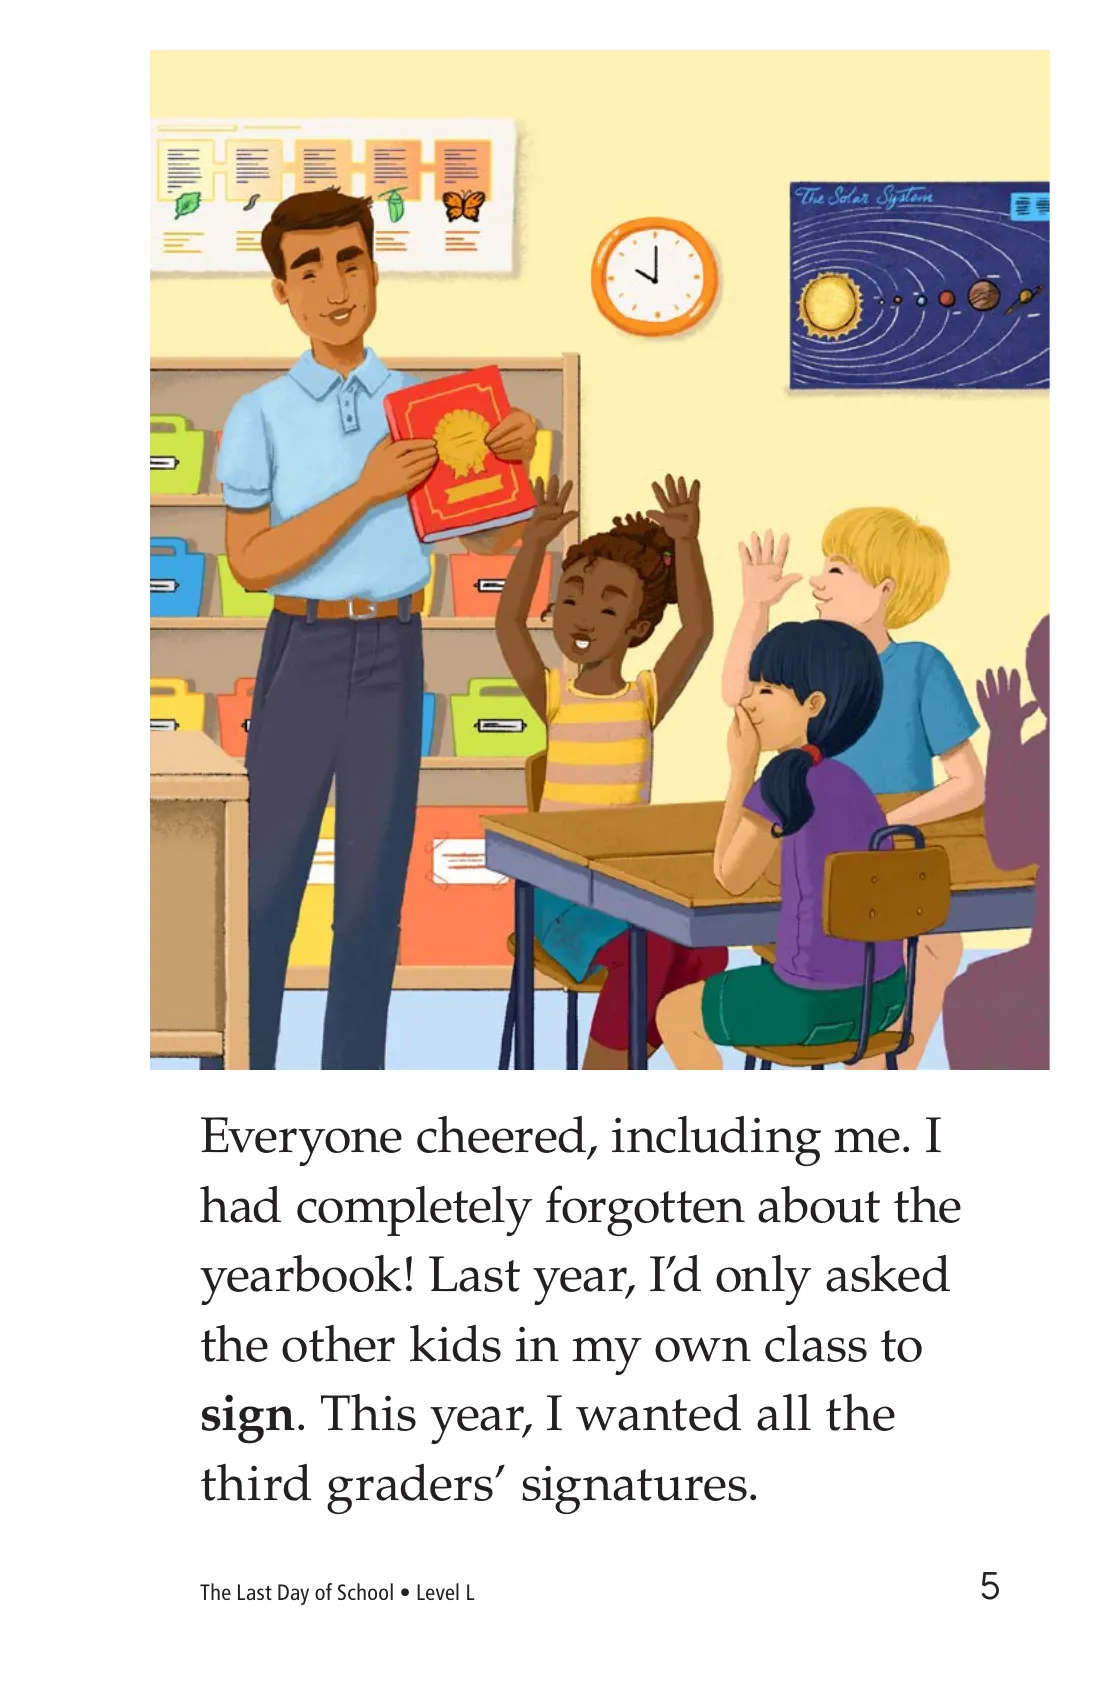 The Solar System
Everyone cheered, including me. I
had completely forgotten about the
yearbook! Last year, I’d only asked
the other kids in my own class to
sign. This year, I wanted all the
third graders’ signatures.
The Last Day of School • Level L
5